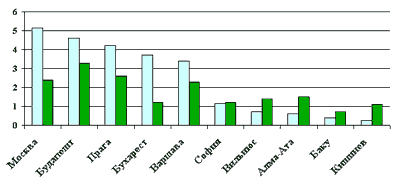 6
5
4
3
2
1
0
Москва
Будапешт
Прага
Бухарест
Варшава
София
Вильнюс
Алма-Ата
Баку
Кишинев